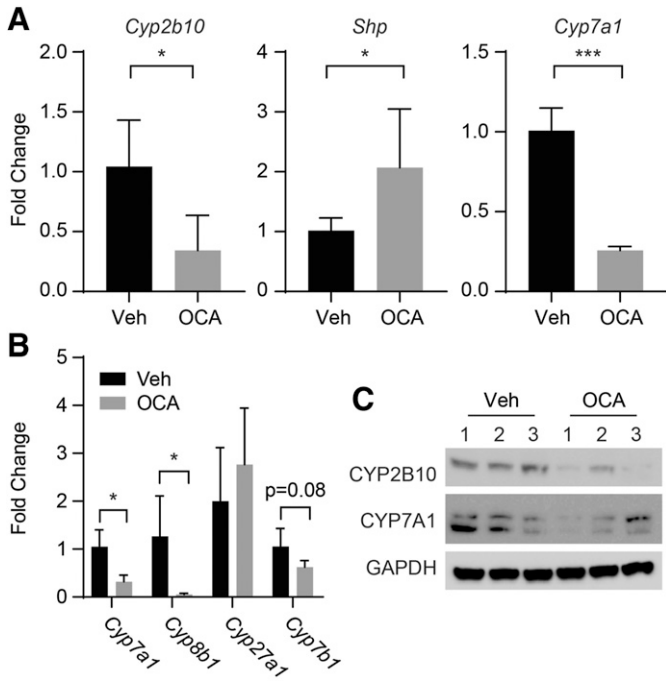 A
Cyp2b10
Shp
Cyp7a1
Fold Change
2.0
1.5
1.0
0.5
0.0
*
Veh
OCA
4
3
2
1
0
*
Veh
OCA
1.5
1.0
0.5
0.0
***
Veh
OCA
B
Fold Change
5
4
3
2
1
0
Veh
OCA
*
*
p=0.08
Cyp7a1
Cyp8b1
Cyp27a1
Cyp7b1
C
Veh OCA
1 2 3 1 2 3
CYP2B10
CYP7A1
GAPDH